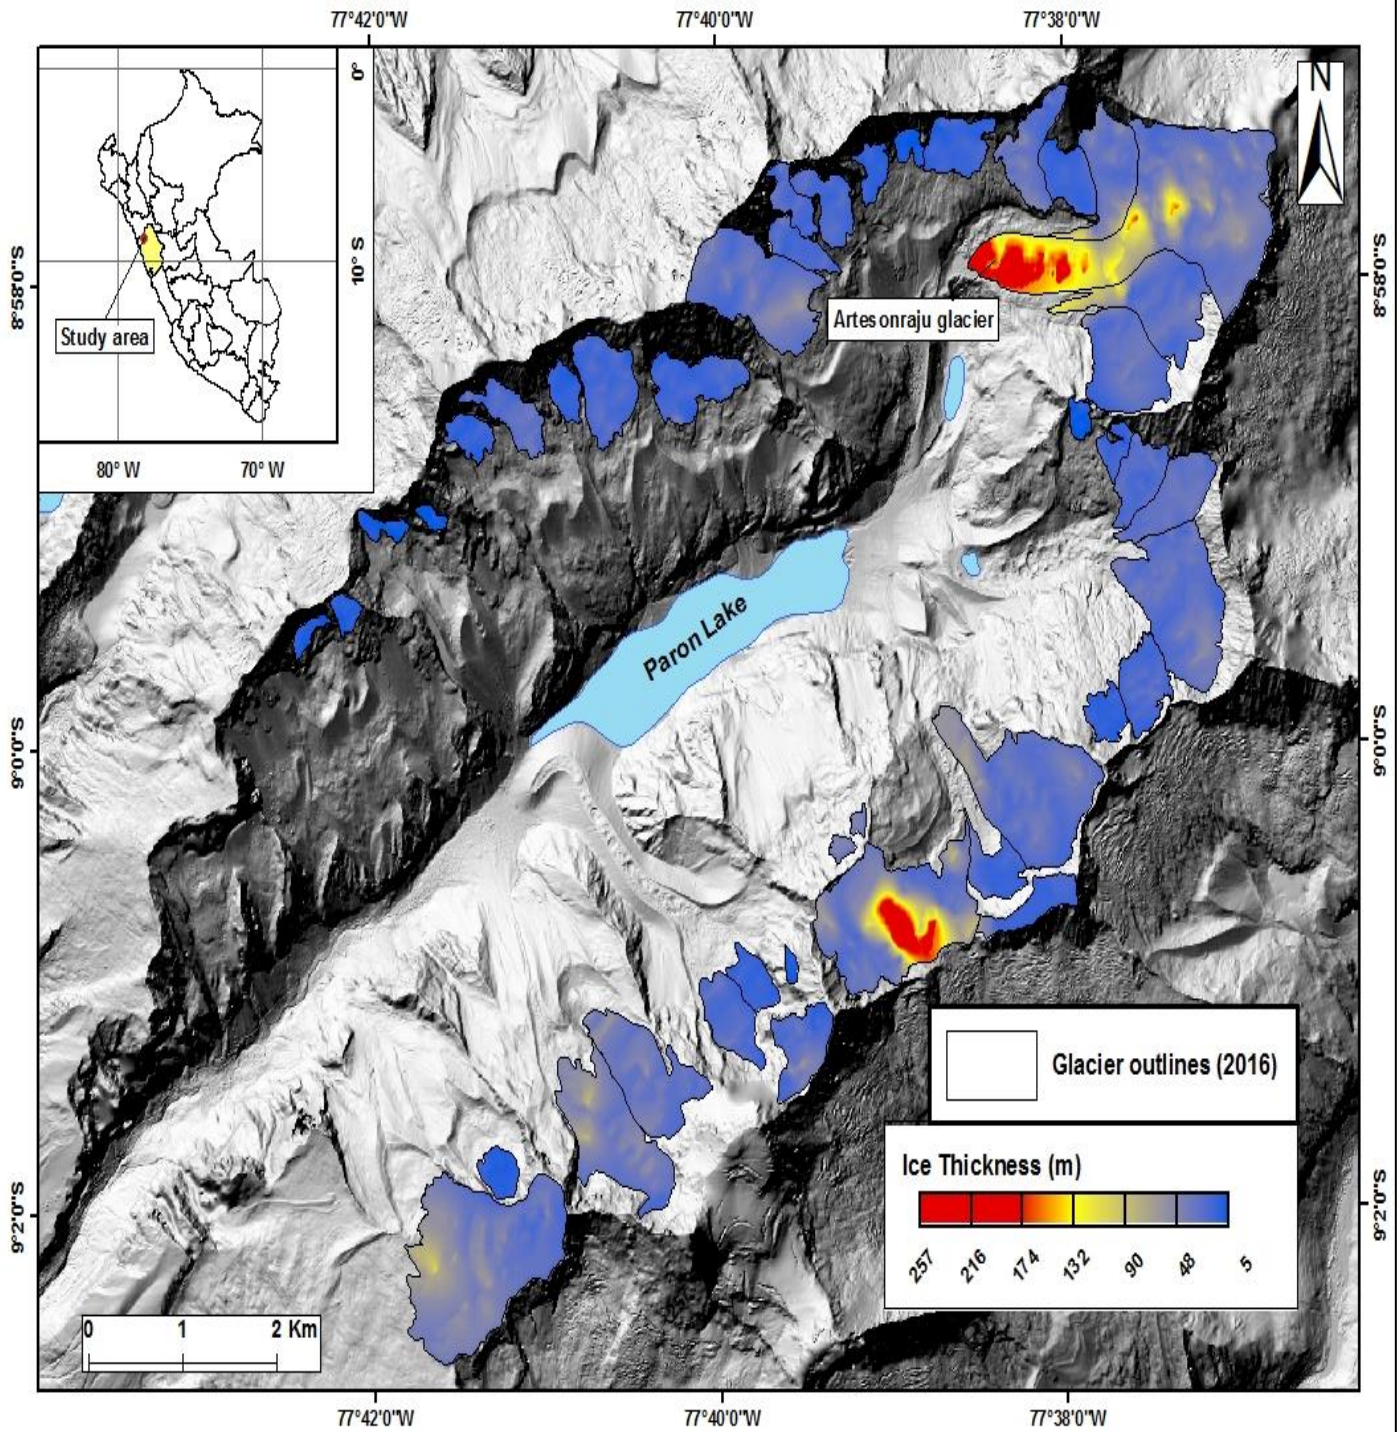 77°42'0"W 77°40'0"W 77°38'0"W
0°
10° S
Study area
80° W 70° W
N
8°58'0"S
8°58'0"S
Artesonraju glacier
Paron Lake
9°0'0"S
9°0'0"S
Glacier outlines (2016)
Ice Thickness (m)
257 216 174 132 90 48 5
9°2'0"S
9°2'0"S
0 1 2 Km
77°42'0"W 77°40'0"W 77°38'0"W